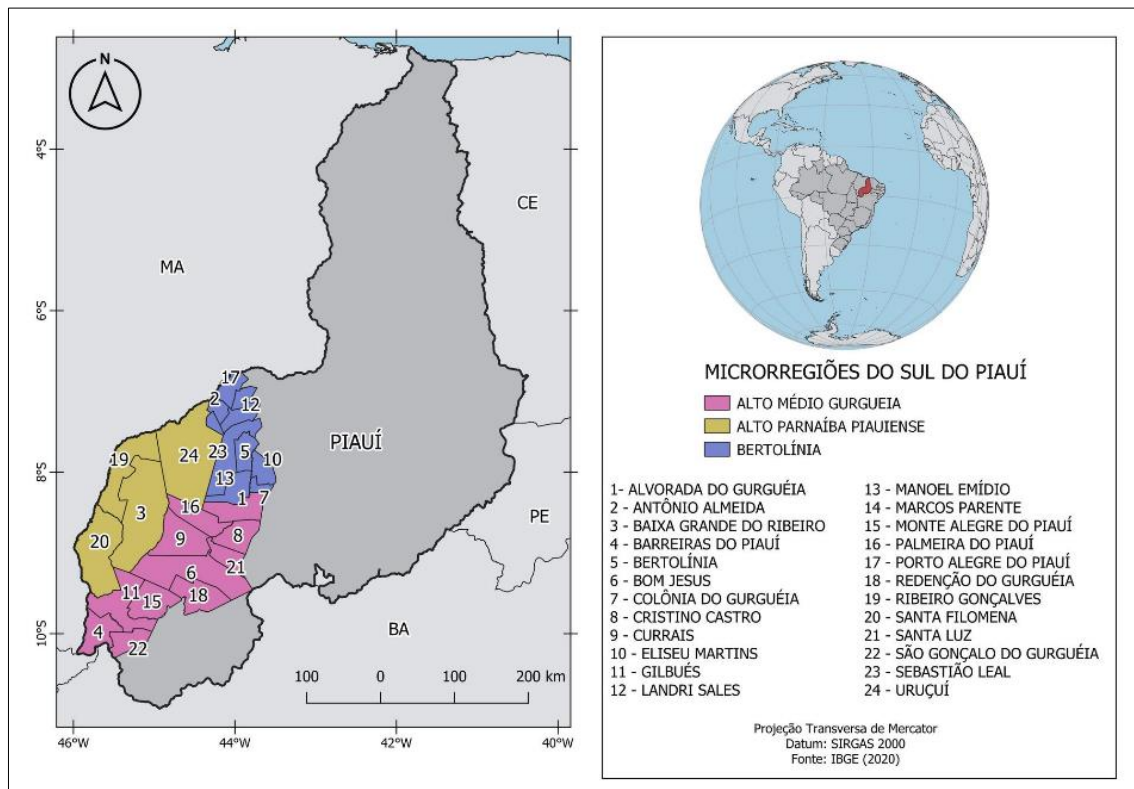 N
4°S
6°S
8°S
10°S
46°W
44°W
42°W
40°W
MA
CE
PE
BA
PIAUÍ
17
2
12
24
23
5
10
19
13
16
1
7
3
9
8
20
21
6
11
15
18
4
22
100 0 100 200 km
MICRORREGIÕES DO SUL DO PIAUÍ
ALTO MÉDIO GURGUEIA
ALTO PARNAÍBA PIAUIENSE
BERTOLÍNIA
1- ALVORADA DO GURGUÉIA
2 - ANTÔNIO ALMEIDA
3 - BAIXA GRANDE DO RIBEIRO
4 - BARREIRAS DO PIAUÍ
5 - BERTOLÍNIA
6 - BOM JESUS
7 - COLÔNIA DO GURGUÉIA
8 - CRISTINO CASTRO
9 - CURRAIS
10 - ELISEU MARTINS
11 - GILBUÉS
12 - LANDRI SALES
13 - MANOEL EMÍDIO
14 - MARCOS PARENTE
15 - MONTE ALEGRE DO PIAUÍ
16 - PALMEIRA DO PIAUÍ
17 - PORTO ALEGRE DO PIAUÍ
18 - REDENÇÃO DO GURGUÉIA
19 - RIBEIRO GONÇALVES
20 - SANTA FILOMENA
21 - SANTA LUZ
22 - SÃO GONÇALO DO GURGUÉIA
23 - SEBASTIÃO LEAL
24 - URUÇUÍ
Projeção Transversa de Mercator
Datum: SIRGAS 2000
Fonte: IBGE (2020)